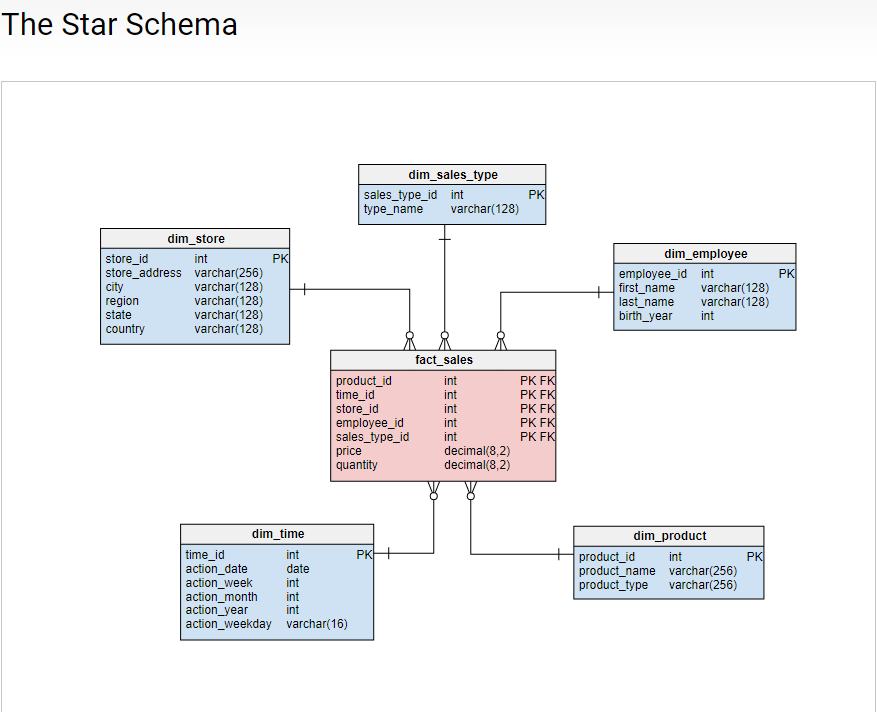 The Star Schema
dim_sales_type
sales_type_id int PK
type_name varchar(128)
dim_store
store_id int PK
store_address varchar(256)
city varchar(128)
region varchar(128)
state varchar(128)
country varchar(128)
dim_employee
employee_id int PK
first_name varchar(128)
last_name varchar(128)
birth_year int
fact_sales
product_id int PK FK
time_id int PK FK
store_id int PK FK
employee_id int PK FK
sales_type_id int PK FK
price decimal(8,2)
quantity decimal(8,2)
dim_time
time_id int PK
action_date date
action_week int
action_month int
action_year int
action_weekday varchar(16)
dim_product
product_id int PK
product_name varchar(256)
product_type varchar(256)